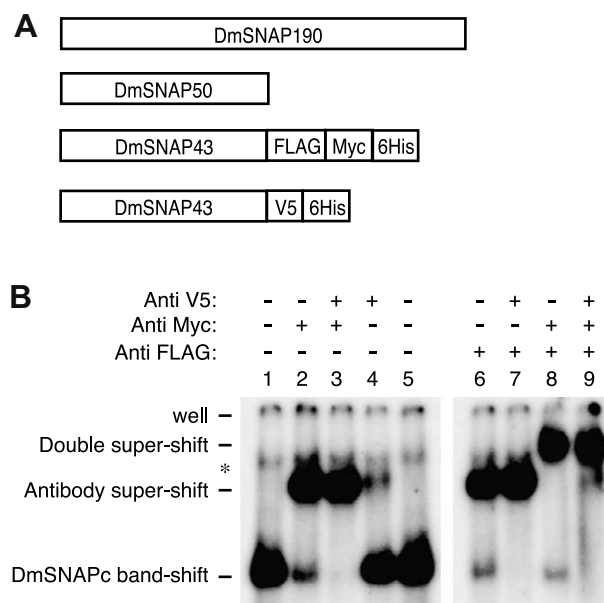 A
DmSNAP190
DmSNAP50
DmSNAP43 FLAG Myc 6His
DmSNAP43 V5 6His
B
Anti V5: - - + + - - + - +
Anti Myc: - + + - - - - + +
Anti FLAG: - - - - - + + + +
1 2 3 4 5 6 7 8 9
well –
Double super-shift –
*
Antibody super-shift –
DmSNAPc band-shift –